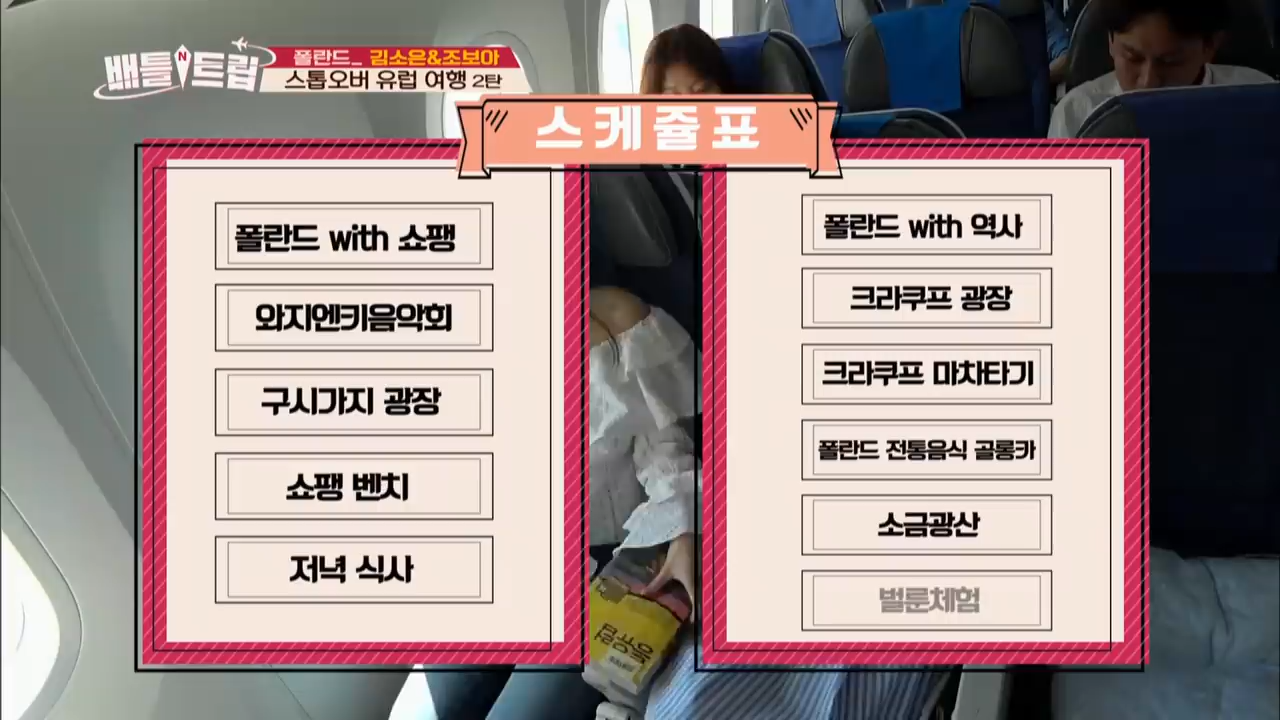 배틀트립
폴란드_ 김소은&조보아
스톱오버 유럽 여행 2탄
스케쥴표
폴란드 with 쇼팽
와지엔키음악회
구시가지 광장
쇼팽 벤치
저녁 식사
폴란드 with 역사
크라쿠프 광장
크라쿠프 마차타기
폴란드 전통음식 골롱카
소금광산
벌룬체험